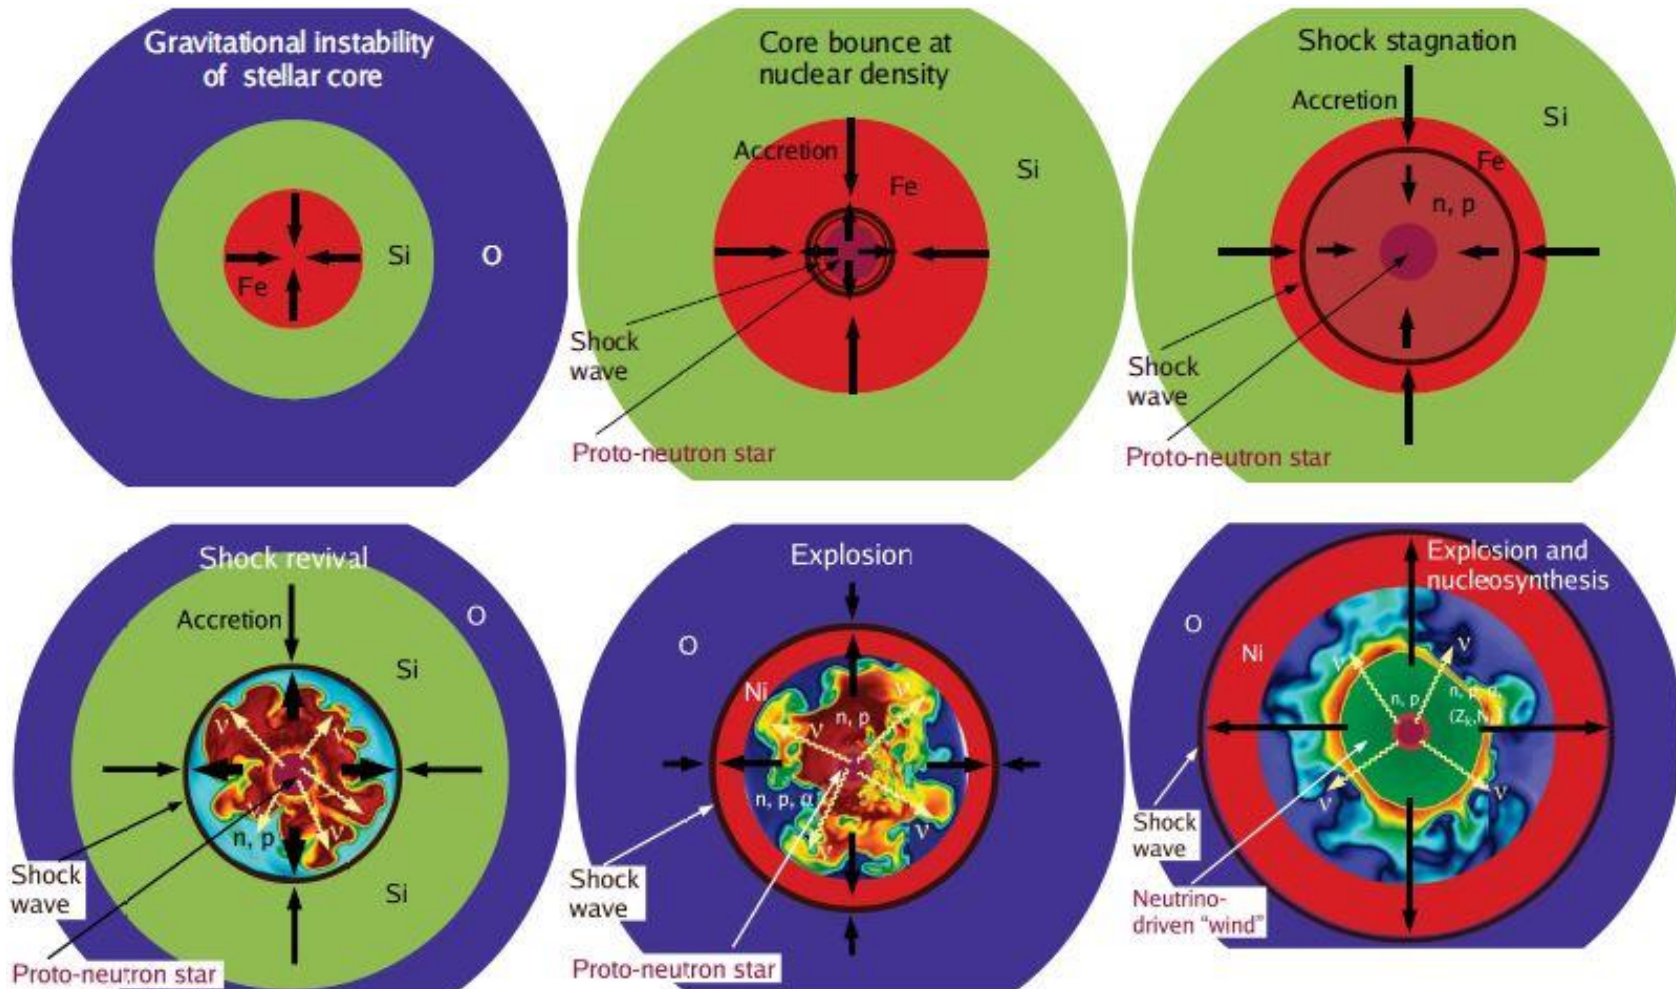 Gravitational instability
of stellar core
Si
O
Fe
Core bounce at
nuclear density
Accretion
Fe
Si
Shock
wave
Proto-neutron star
Shock stagnation
Accretion
Si
Fe
n, p
Shock
wave
Proto-neutron star
Shock revival
O
Accretion
Si
ν
ν
ν
ν
n, p
Si
Shock
wave
Proto-neutron star
Explosion
O
Ni
ν
n, p
ν
n, p, α
ν
ν
Shock
wave
Proto-neutron star
Explosion and
nucleosynthesis
O
Ni
ν
ν
n, p
n, p, α,
ν
ν
Shock
wave
Neutrino-
driven “wind”